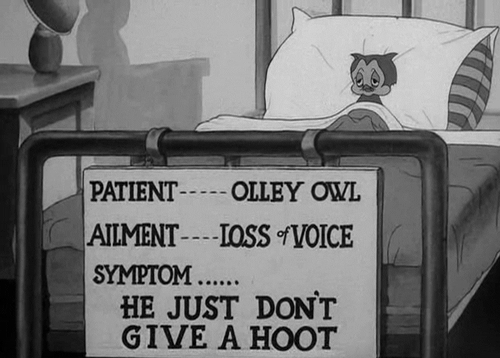 PATIENT----- OLLEY OWL
AILMENT----LOSS of VOICE
SYMPTOM ......
HE JUST DON'T
GIVE A HOOT